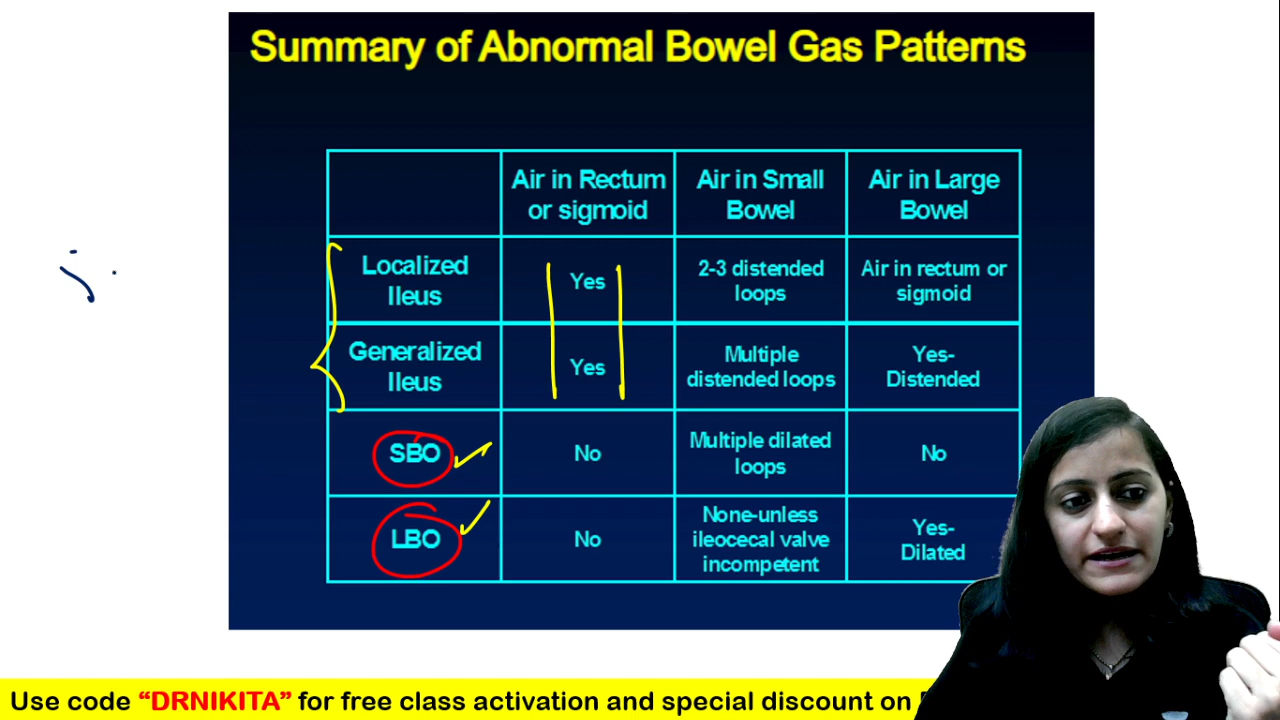 Summary of Abnormal Bowel Gas Patterns
Air in Rectum
or sigmoid
Air in Small
Bowel
Air in Large
Bowel
Localized
Ileus
Yes
2-3 distended
loops
Air in rectum or
sigmoid
Generalized
Ileus
Yes
Multiple
distended loops
Yes-
Distended
SBO
No
Multiple dilated
loops
No
LBO
No
None-unless
ileocecal valve
incompetent
Yes-
Dilated
Use code “DRNIKITA” for free class activation and special discount on